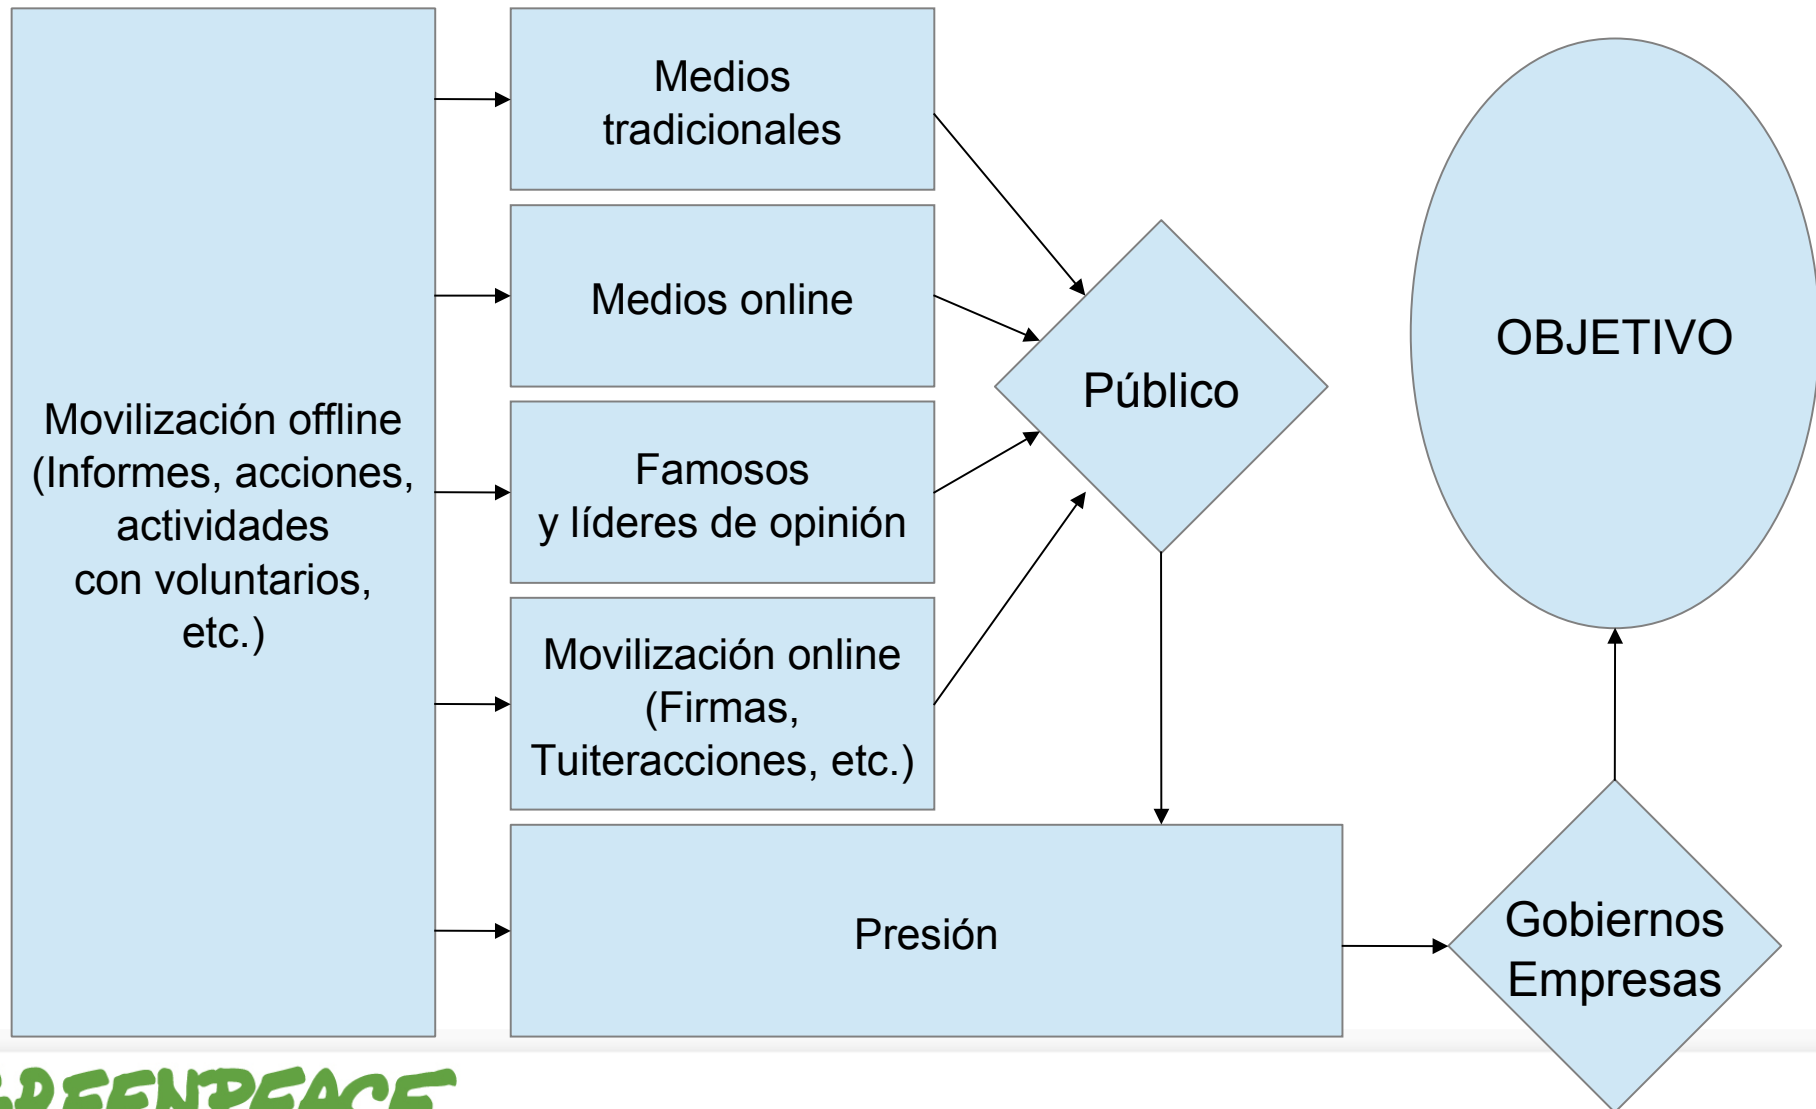 Movilización offline
(Informes, acciones,
actividades
con voluntarios,
etc.)
Medios
tradicionales
Medios online
Famosos
y líderes de opinión
Movilización online
(Firmas,
Tuiteracciones, etc.)
Presión
Público
OBJETIVO
Gobiernos
Empresas
GREENPEACE